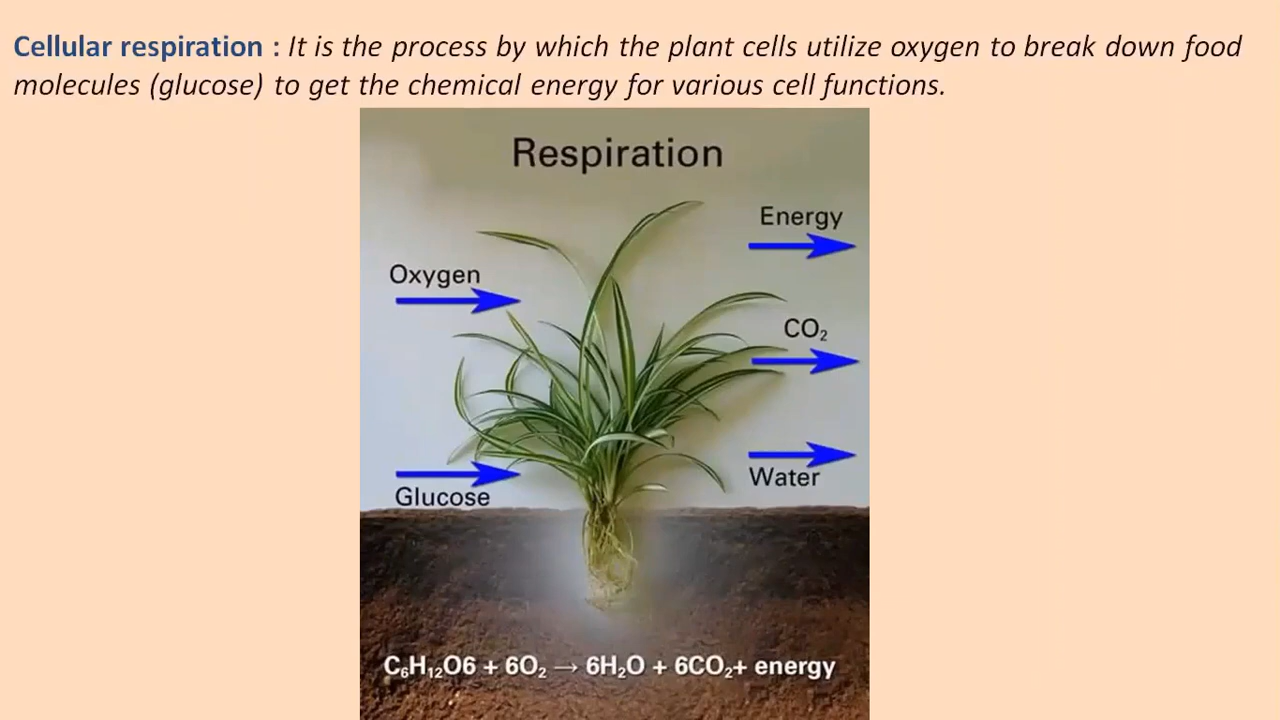 Cellular respiration : It is the process by which the plant cells utilize oxygen to break down food
molecules (glucose) to get the chemical energy for various cell functions.
Respiration
Energy
Oxygen
CO₂
Glucose
Water
C₆H₁₂O6 + 6O₂ → 6H₂O + 6CO₂+ energy